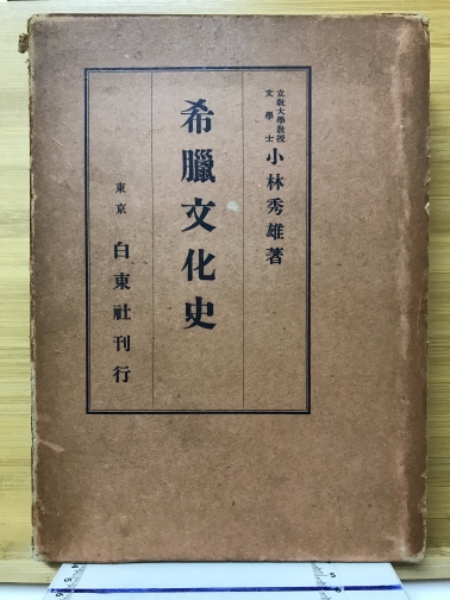 立教大學教授
文學士
小林秀雄著
希臘文化史
東京
白東社刊行